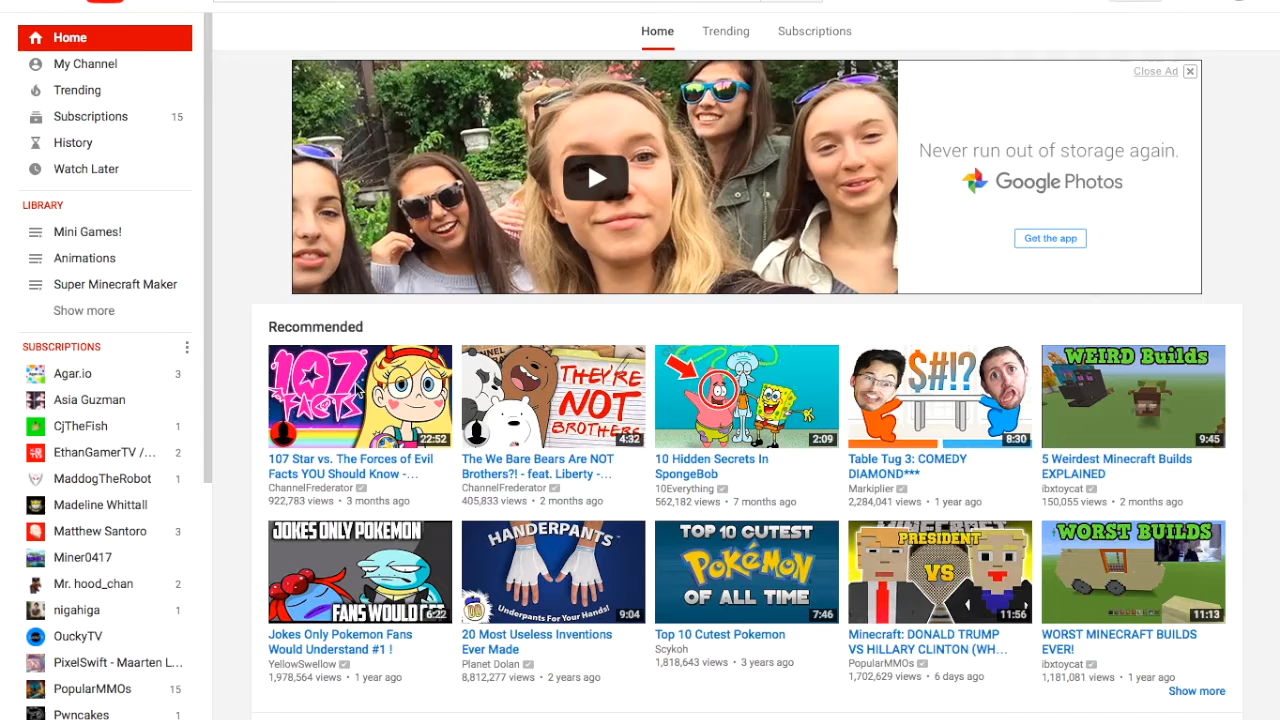 Home
My Channel
Trending
Subscriptions 15
History
Watch Later
LIBRARY
Mini Games!
Animations
Super Minecraft Maker
Show more
SUBSCRIPTIONS
Agar.io 3
Asia Guzman
CjTheFish 1
EthanGamerTV /... 2
MaddogTheRobot 1
Madeline Whittall
Matthew Santoro 3
Miner0417
Mr. hood_chan 2
nigahiga 1
OuckyTV
PixelSwift - Maarten L...
PopularMMOs 15
Pwncakes 1
Home Trending Subscriptions
Close Ad
Never run out of storage again.
Google Photos
Get the app
Recommended
107
FACTS
22:52
107 Star vs. The Forces of Evil
Facts YOU Should Know -...
ChannelFrederator
922,783 views • 3 months ago
THEY'RE
NOT
BROTHERS
4:32
The We Bare Bears Are NOT
Brothers?! - feat. Liberty -...
ChannelFrederator
405,833 views • 2 months ago
2:09
10 Hidden Secrets In
SpongeBob
10Everything
562,182 views • 7 months ago
$#!?
8:30
Table Tug 3: COMEDY
DIAMOND***
Markiplier
2,284,041 views • 1 year ago
WEIRD Builds
9:45
5 Weirdest Minecraft Builds
EXPLAINED
ibxtoycat
150,055 views • 2 months ago
JOKES ONLY POKEMON
FANS WOULD GET
6:22
Jokes Only Pokemon Fans
Would Understand #1 !
YellowSwellow
1,978,564 views • 1 year ago
HANDERPANTS
Underpants For Your Hands!
9:04
20 Most Useless Inventions
Ever Made
Planet Dolan
8,812,277 views • 2 years ago
TOP 10 CUTEST
POKéMON
OF ALL TIME
7:46
Top 10 Cutest Pokemon
Scykoh
1,818,643 views • 3 years ago
MINECRAFT
PRESIDENT
VS
11:56
Minecraft: DONALD TRUMP
VS HILLARY CLINTON (WH...
PopularMMOs
1,702,629 views • 6 days ago
WORST BUILDS
11:13
WORST MINECRAFT BUILDS
EVER!
ibxtoycat
1,181,081 views • 1 year ago
Show more